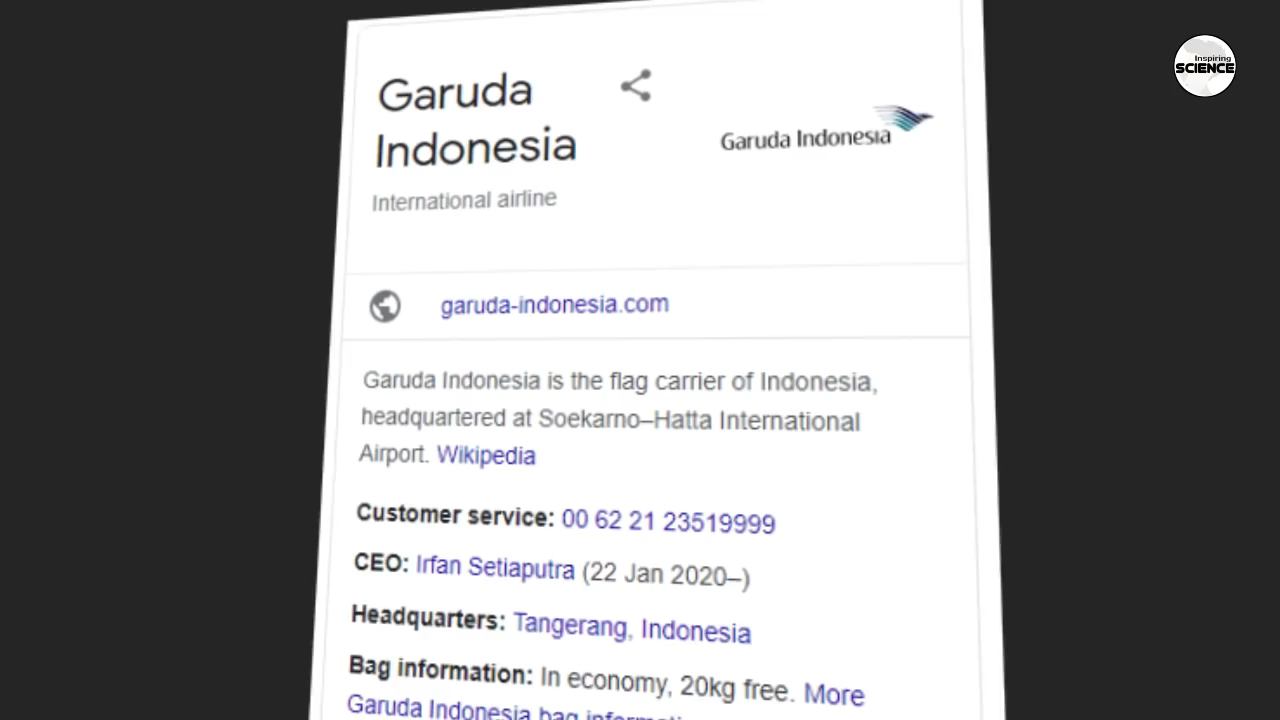 Inspiring
SCIENCE
Garuda
Indonesia
Garuda Indonesia
International airline
garuda-indonesia.com
Garuda Indonesia is the flag carrier of Indonesia,
headquartered at Soekarno–Hatta International
Airport. Wikipedia
Customer service: 00 62 21 23519999
CEO: Irfan Setiaputra (22 Jan 2020–)
Headquarters: Tangerang, Indonesia
Bag information: In economy, 20kg free. More
Garuda Indonesia bag